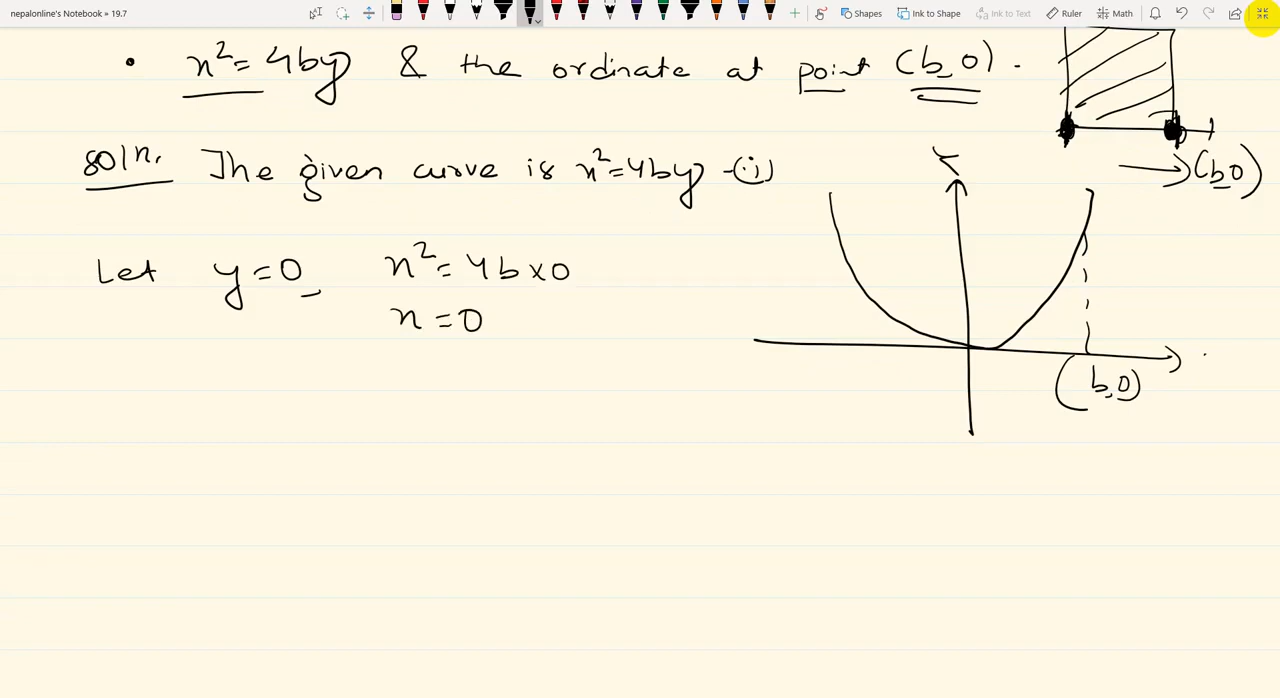 nepalonline's Notebook » 19.7
Shapes Ink to Shape Ink to Text Ruler Math
• x² = 4by & the ordinate at point (b, 0).
Soln. The given curve is x² = 4by -(i)
(b,0)
Y
Let y = 0, x² = 4b×0
x = 0
(b,0)